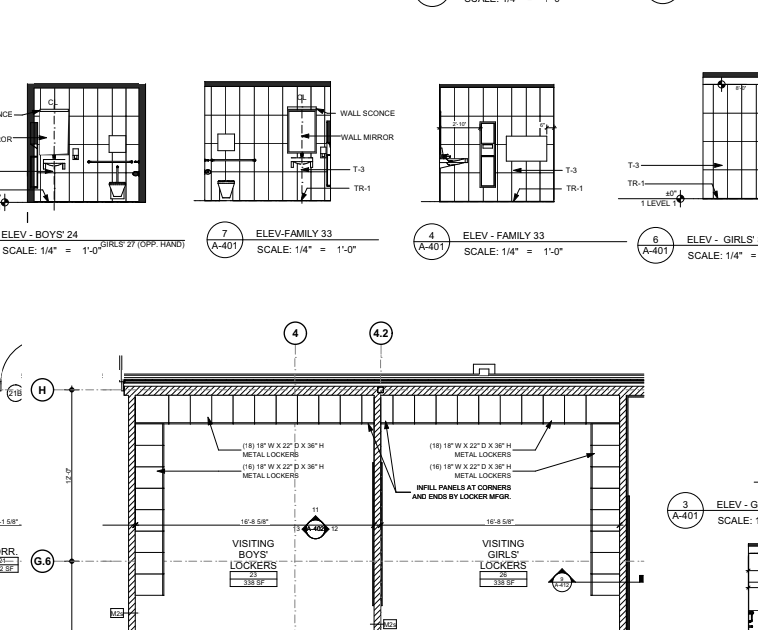 SCALE: 1/4" = 1'-0"
CL
CL
8'-0"
NCE
WALL SCONCE
2'-10"
6"
ROR
WALL MIRROR
T-3
T-3
T-3
TR-1
TR-1
TR-1
±0"
1 LEVEL 1
ELEV - BOYS' 24
SCALE: 1/4" = 1'-0"
GIRLS' 27 (OPP. HAND)
7
A-401
ELEV-FAMILY 33
SCALE: 1/4" = 1'-0"
4
A-401
ELEV - FAMILY 33
SCALE: 1/4" = 1'-0"
6
A-401
ELEV - GIRLS'
SCALE: 1/4" =
4
4.2
21B
H
(18) 18" W X 22" D X 36" H
METAL LOCKERS
(18) 18" W X 22" D X 36" H
METAL LOCKERS
(16) 18" W X 22" D X 36" H
METAL LOCKERS
(16) 18" W X 22" D X 36" H
METAL LOCKERS
INFILL PANELS AT CORNERS
AND ENDS BY LOCKER MFGR.
12'-0"
3
A-401
ELEV - G
SCALE: 1
-1 5/8"
16'-8 5/8"
11
13 A-402 12
16'-8 5/8"
ORR.
2 SF
G.6
VISITING
BOYS'
LOCKERS
23
338 SF
VISITING
GIRLS'
LOCKERS
26
338 SF
9
A-412
M2s
M2s